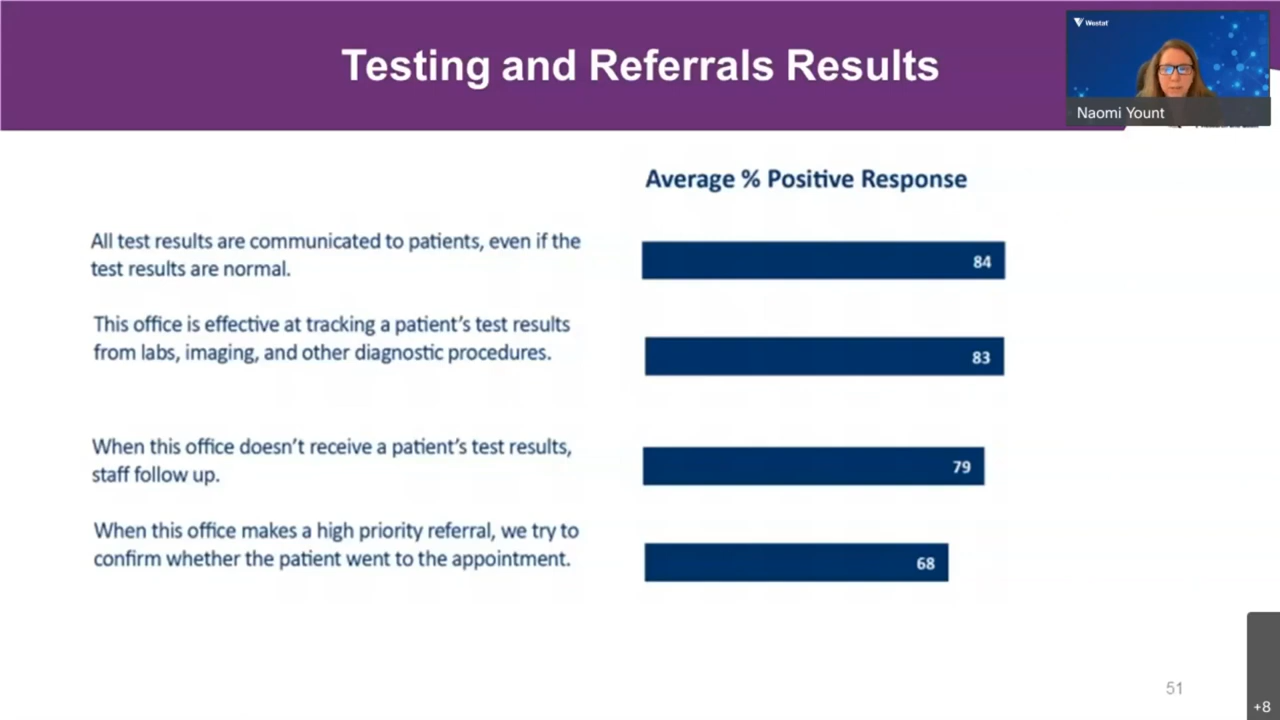 Testing and Referrals Results
Westat
Naomi Yount
Average % Positive Response
All test results are communicated to patients, even if the
test results are normal.
84
This office is effective at tracking a patient’s test results
from labs, imaging, and other diagnostic procedures.
83
When this office doesn’t receive a patient’s test results,
staff follow up.
79
When this office makes a high priority referral, we try to
confirm whether the patient went to the appointment.
68
51
+8